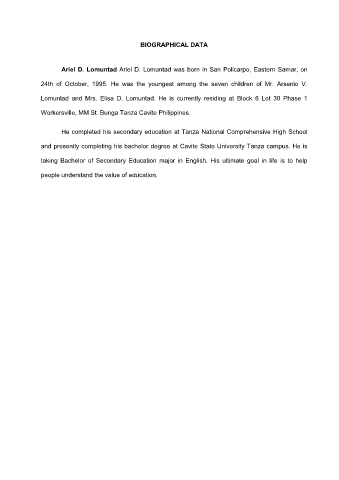 BIOGRAPHICAL DATA
Ariel D. Lomuntad Ariel D. Lomuntad was born in San Policarpo, Eastern Samar, on
24th of October, 1995. He was the youngest among the seven children of Mr. Arsenio V.
Lomuntad and Mrs. Elisa D. Lomuntad. He is currently residing at Block 6 Lot 30 Phase 1
Workersville, MM St. Bunga Tanza Cavite Philippines.
He completed his secondary education at Tanza National Comprehensive High School
and presently completing his bachelor degree at Cavite State University Tanza campus. He is
taking Bachelor of Secondary Education major in English. His ultimate goal in life is to help
people understand the value of education.